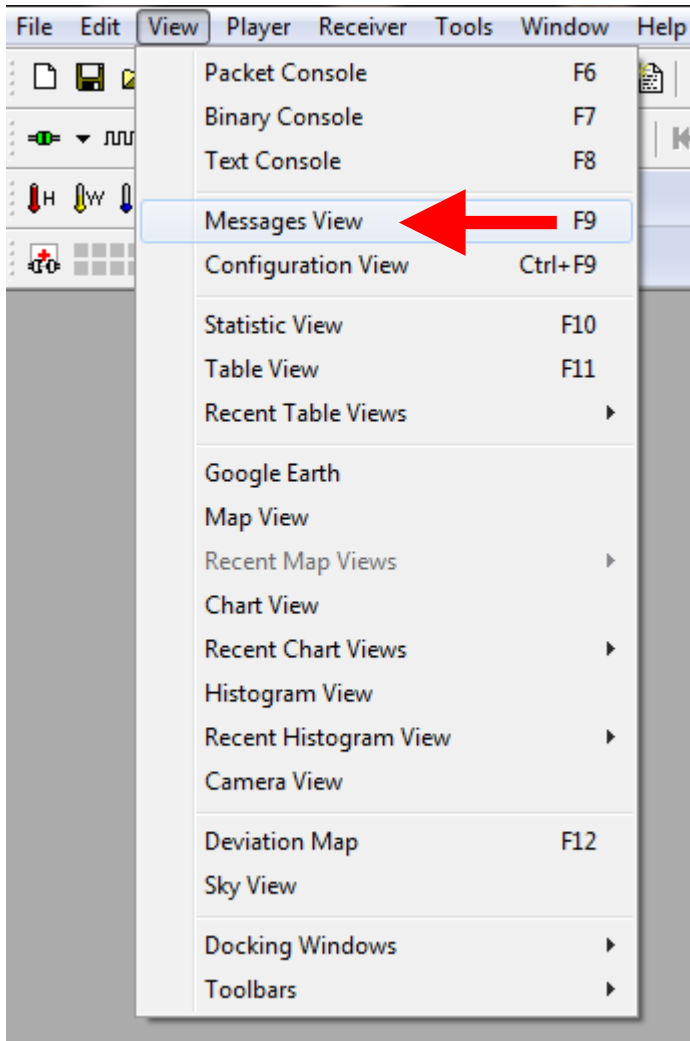 File Edit View Player Receiver Tools Window Help
H W
Packet Console F6
Binary Console F7
Text Console F8
Messages View F9
Configuration View Ctrl+F9
Statistic View F10
Table View F11
Recent Table Views
Google Earth
Map View
Recent Map Views
Chart View
Recent Chart Views
Histogram View
Recent Histogram View
Camera View
Deviation Map F12
Sky View
Docking Windows
Toolbars